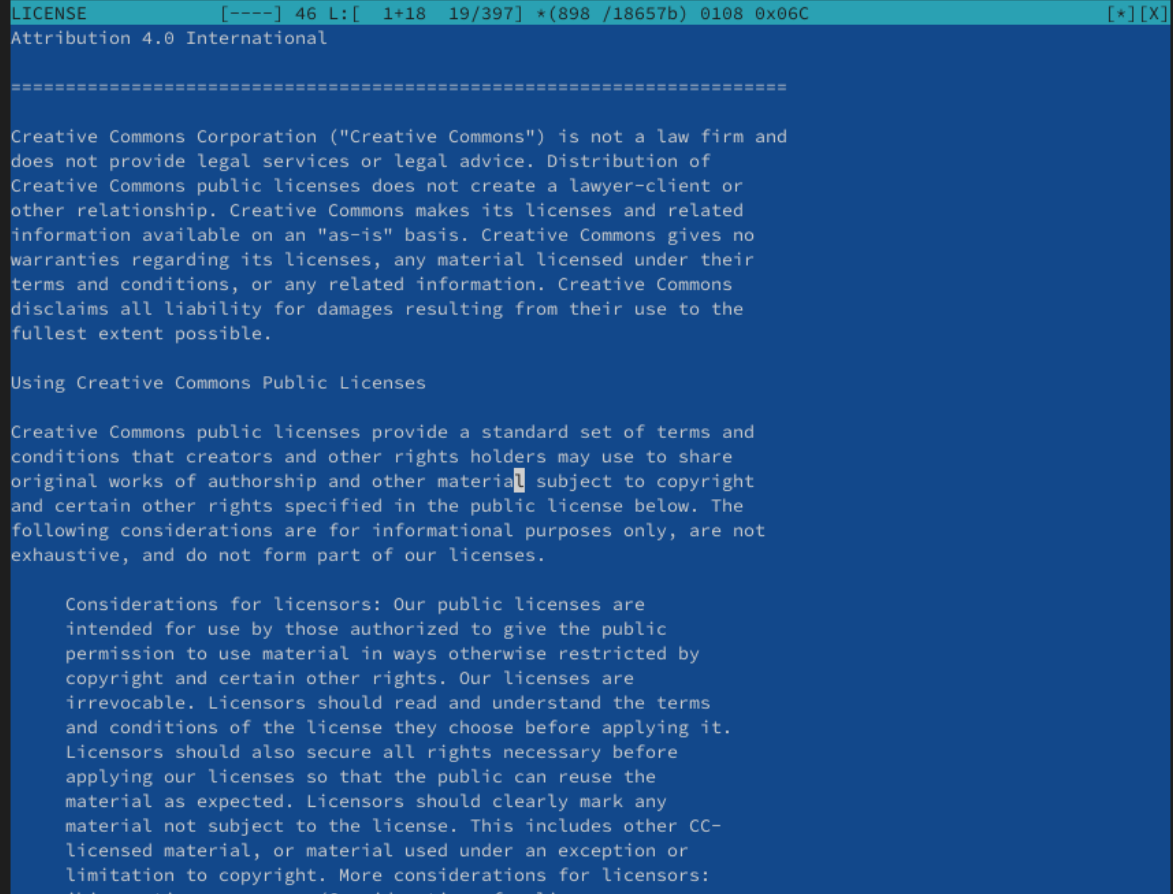 LICENSE [----] 46 L:[ 1+18 19/397] *(898 /18657b) 0108 0x06C [*][X]
Attribution 4.0 International
=======================================================================
Creative Commons Corporation ("Creative Commons") is not a law firm and
does not provide legal services or legal advice. Distribution of
Creative Commons public licenses does not create a lawyer-client or
other relationship. Creative Commons makes its licenses and related
information available on an "as-is" basis. Creative Commons gives no
warranties regarding its licenses, any material licensed under their
terms and conditions, or any related information. Creative Commons
disclaims all liability for damages resulting from their use to the
fullest extent possible.
Using Creative Commons Public Licenses
Creative Commons public licenses provide a standard set of terms and
conditions that creators and other rights holders may use to share
original works of authorship and other material subject to copyright
and certain other rights specified in the public license below. The
following considerations are for informational purposes only, are not
exhaustive, and do not form part of our licenses.
Considerations for licensors: Our public licenses are
intended for use by those authorized to give the public
permission to use material in ways otherwise restricted by
copyright and certain other rights. Our licenses are
irrevocable. Licensors should read and understand the terms
and conditions of the license they choose before applying it.
Licensors should also secure all rights necessary before
applying our licenses so that the public can reuse the
material as expected. Licensors should clearly mark any
material not subject to the license. This includes other CC-
licensed material, or material used under an exception or
limitation to copyright. More considerations for licensors: